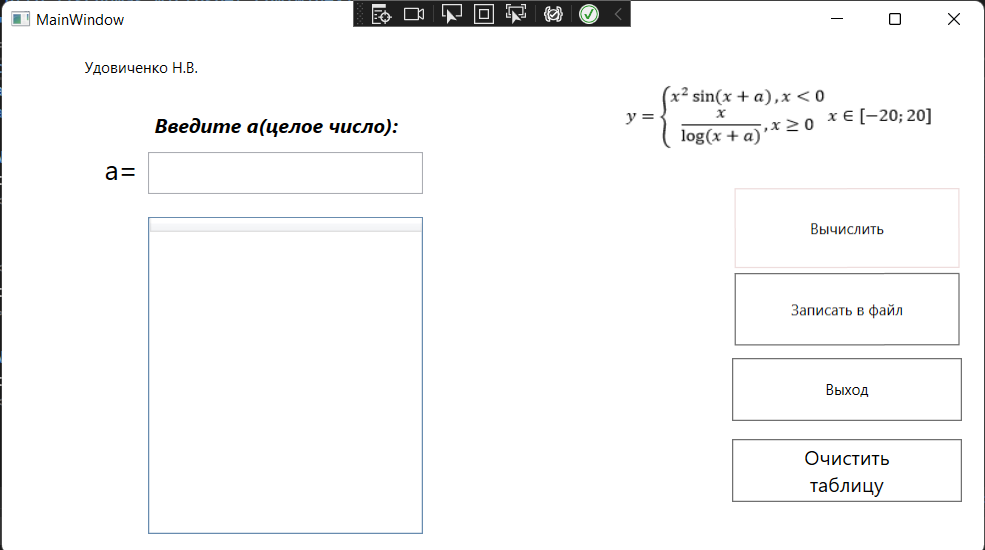 MainWindow
Удовиченко Н.В.
Введите а(целое число):
a=
y = { x² sin(x + a), x < 0
x / log(x + a), x ≥ 0 x ∈ [−20; 20]
Вычислить
Записать в файл
Выход
Очистить
таблицу